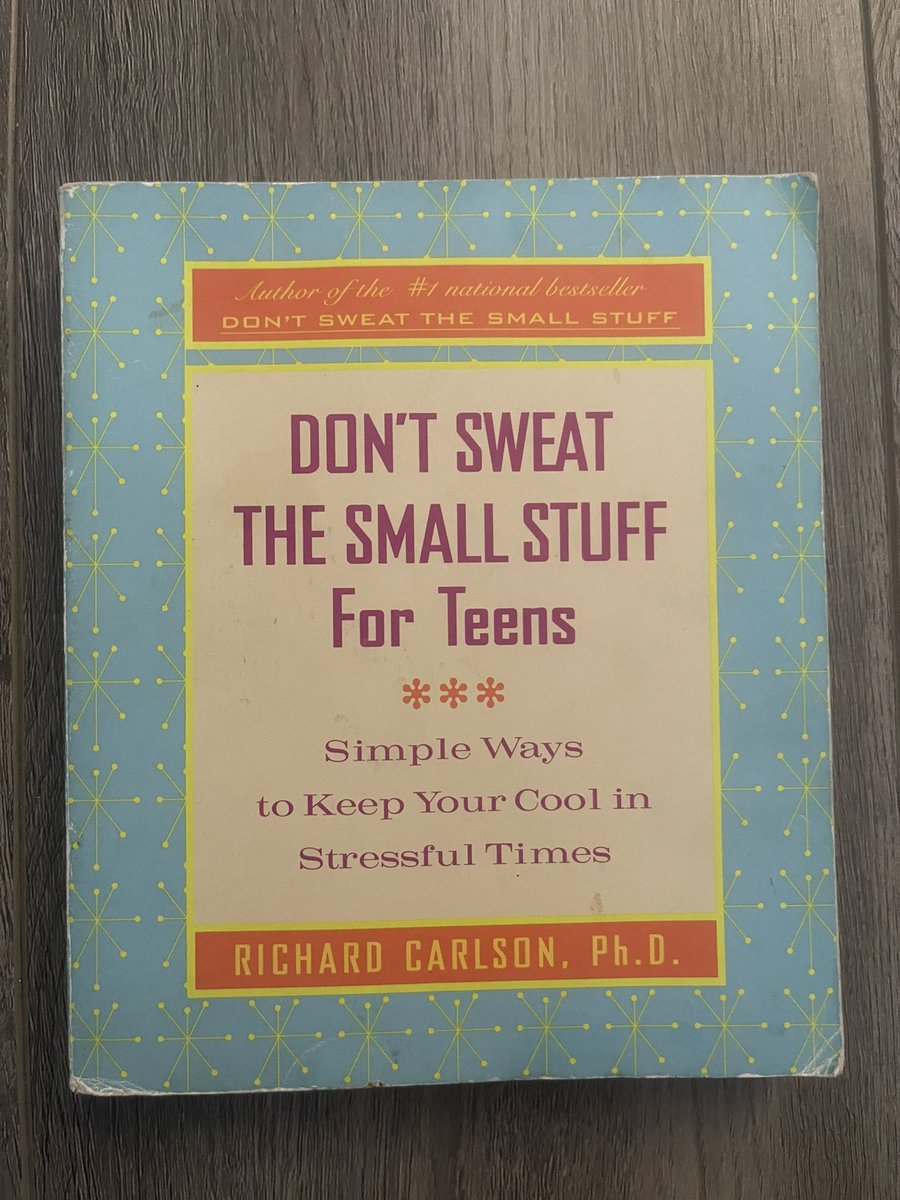 Author of the #1 national bestseller
DON'T SWEAT THE SMALL STUFF
DON'T SWEAT
THE SMALL STUFF
For Teens
Simple Ways
to Keep Your Cool in
Stressful Times
RICHARD CARLSON, Ph.D.